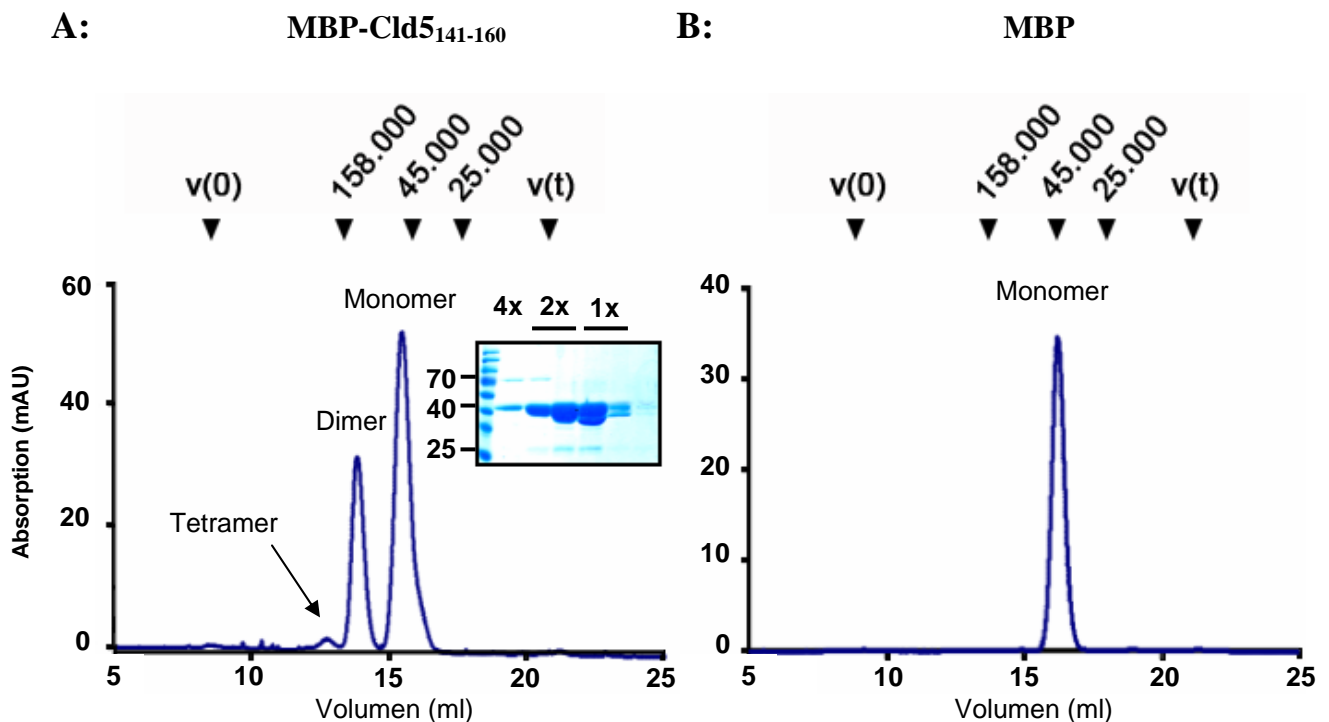 A:
MBP-Cld5141-160
B:
MBP
v(0)
158.000
45.000
25.000
v(t)
v(0)
158.000
45.000
25.000
v(t)
Absorption (mAU)
60
40
20
0
Tetramer
Dimer
Monomer
4x 2x 1x
70
40
25
5 10 15 20 25
Volumen (ml)
40
30
20
10
0
Monomer
5 10 15 20 25
Volumen (ml)